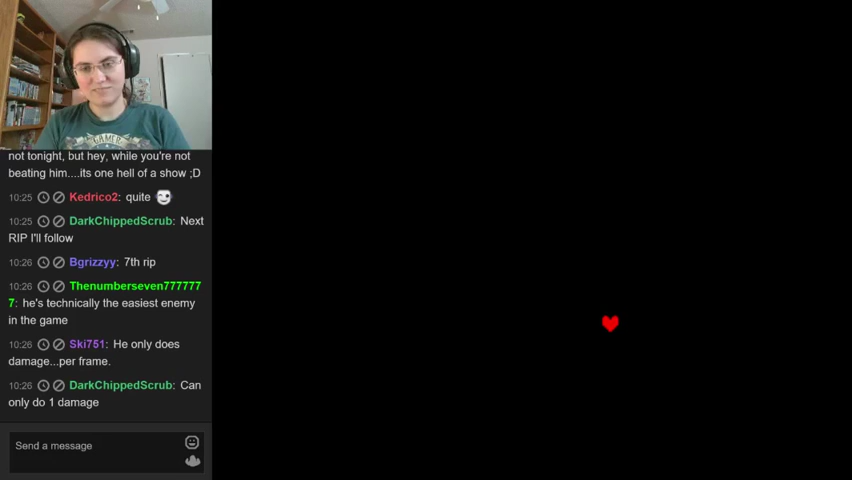 GAMER
not tonight, but hey, while you're not
beating him....its one hell of a show ;D
10:25 Kedrico2: quite
10:25 DarkChippedScrub: Next
RIP I'll follow
10:26 Bgrizzyy: 7th rip
10:26 Thenumberseven777777
7: he's technically the easiest enemy
in the game
10:26 Ski751: He only does
damage...per frame.
10:26 DarkChippedScrub: Can
only do 1 damage
Send a message